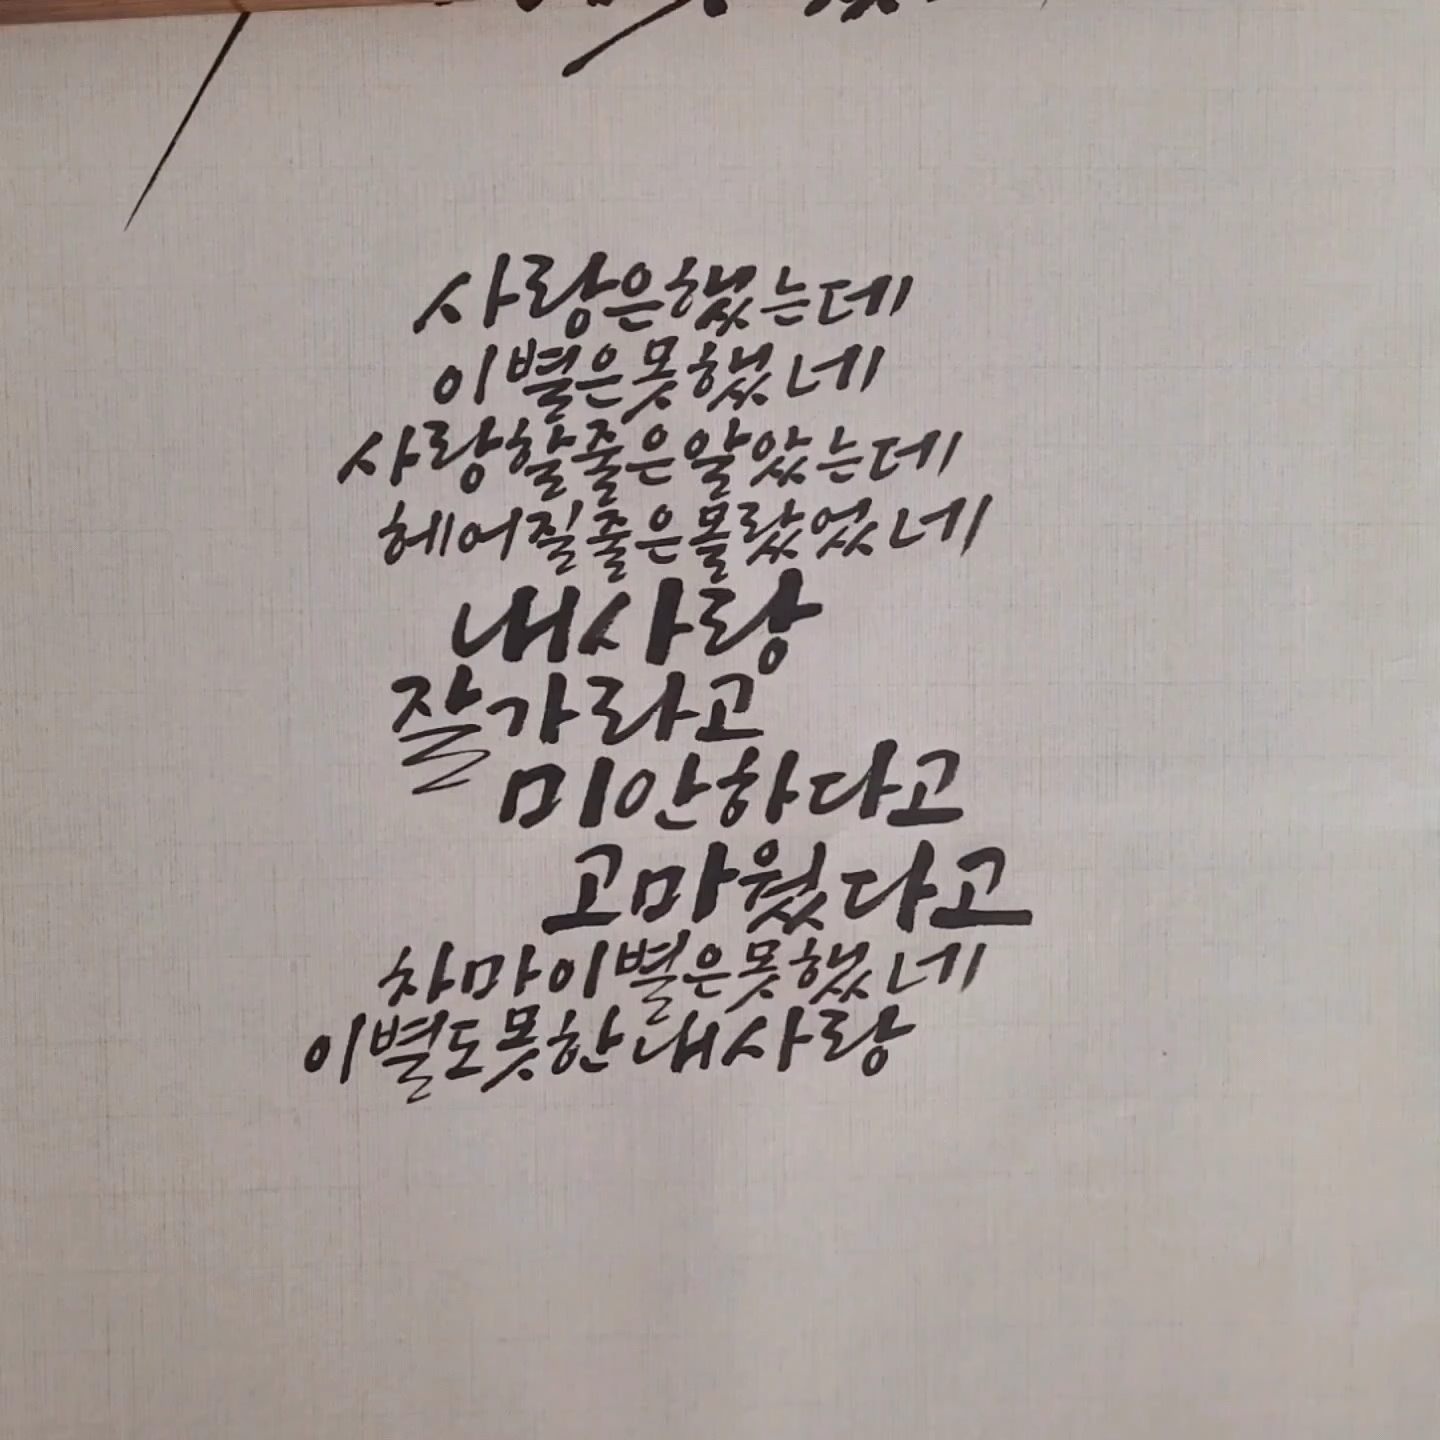 사랑은했는데
이별은못했네
사랑할줄은알았는데
헤어질줄은몰랐었네
내사랑
잘가라고
미안하다고
고마웠다고
차마이별은못했네
이별도못한내사랑